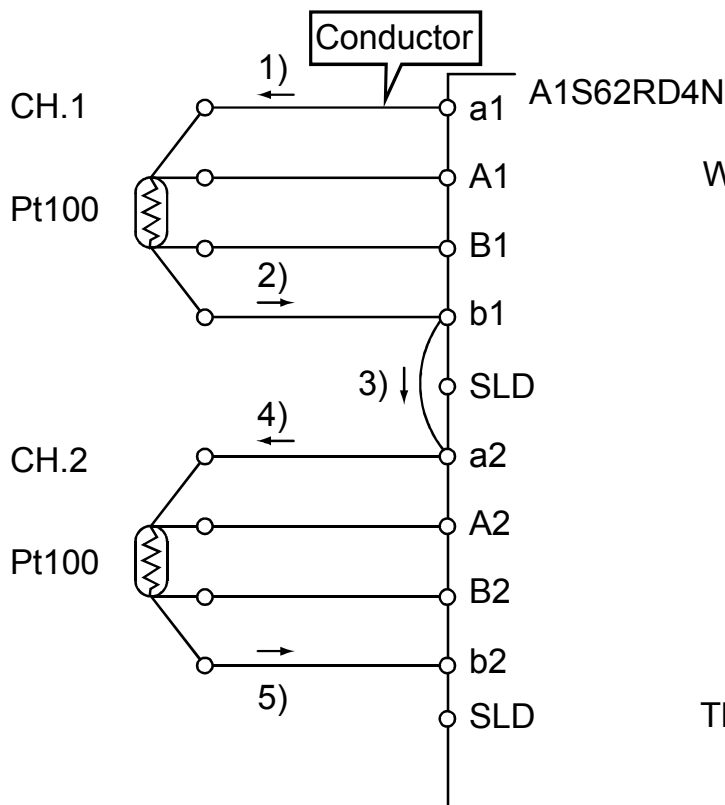 Conductor
1)
A1S62RD4N
CH.1
a1
A1
W
Pt100
B1
2)
b1
3)
SLD
4)
CH.2
a2
A2
Pt100
B2
b2
5)
SLD